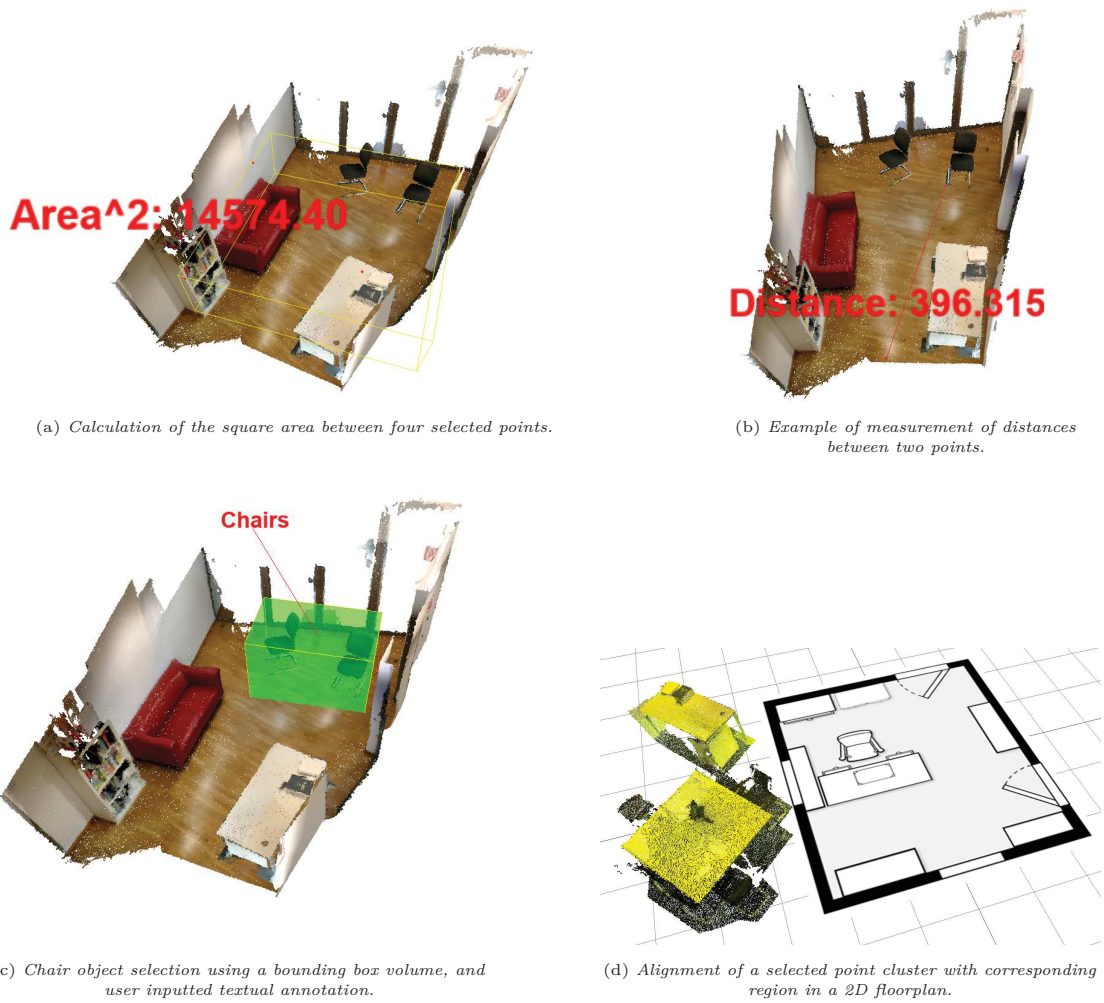 Area^2: 14574.40
Distance: 396.315
(a) Calculation of the square area between four selected points.
(b) Example of measurement of distances
between two points.
Chairs
c) Chair object selection using a bounding box volume, and
user inputted textual annotation.
(d) Alignment of a selected point cluster with corresponding
region in a 2D floorplan.